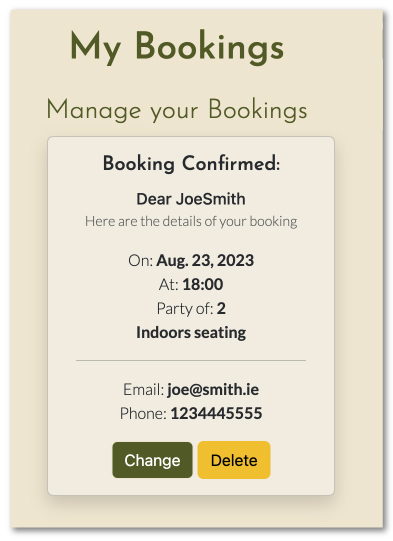 My Bookings
Manage your Bookings
Booking Confirmed:
Dear JoeSmith
Here are the details of your booking
On: Aug. 23, 2023
At: 18:00
Party of: 2
Indoors seating
Email: joe@smith.ie
Phone: 1234445555
Change Delete